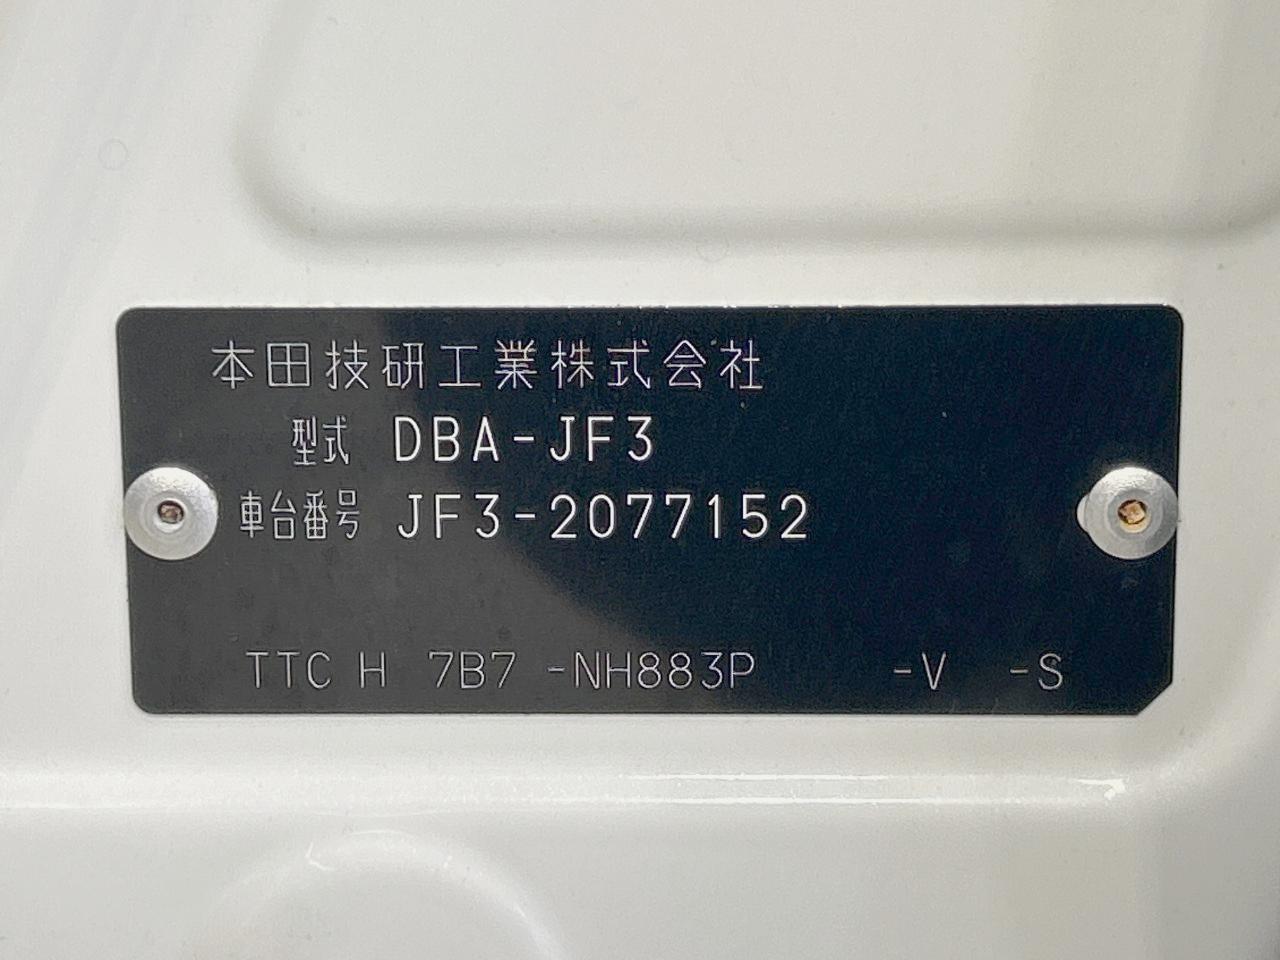 本田技研工業株式会社
型式 DBA-JF3
車台番号 JF3-2077152
TTC H 7B7 -NH883P -V -S